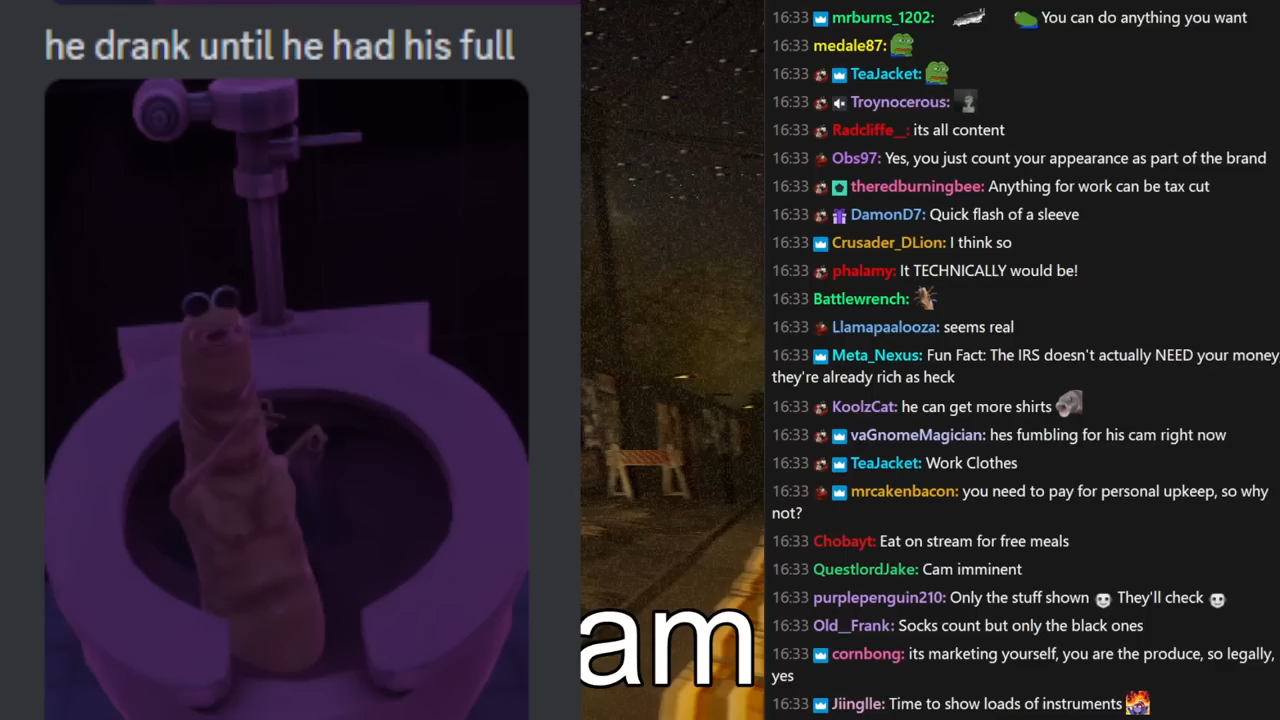 he drank until he had his full
am
16:33 mrburns_1202: You can do anything you want
16:33 medale87:
16:33 TeaJacket:
16:33 Troynocerous:
16:33 Radcliffe__: its all content
16:33 Obs97: Yes, you just count your appearance as part of the brand
16:33 theredburningbee: Anything for work can be tax cut
16:33 DamonD7: Quick flash of a sleeve
16:33 Crusader_DLion: I think so
16:33 phalamy: It TECHNICALLY would be!
16:33 Battlewrench:
16:33 Llamapaalooza: seems real
16:33 Meta_Nexus: Fun Fact: The IRS doesn't actually NEED your money
they're already rich as heck
16:33 KoolzCat: he can get more shirts
16:33 vaGnomeMagician: hes fumbling for his cam right now
16:33 TeaJacket: Work Clothes
16:33 mrcakenbacon: you need to pay for personal upkeep, so why
not?
16:33 Chobayt: Eat on stream for free meals
16:33 QuestlordJake: Cam imminent
16:33 purplepenguin210: Only the stuff shown They'll check
16:33 Old__Frank: Socks count but only the black ones
16:33 cornbong: its marketing yourself, you are the produce, so legally,
yes
16:33 Jiinglle: Time to show loads of instruments